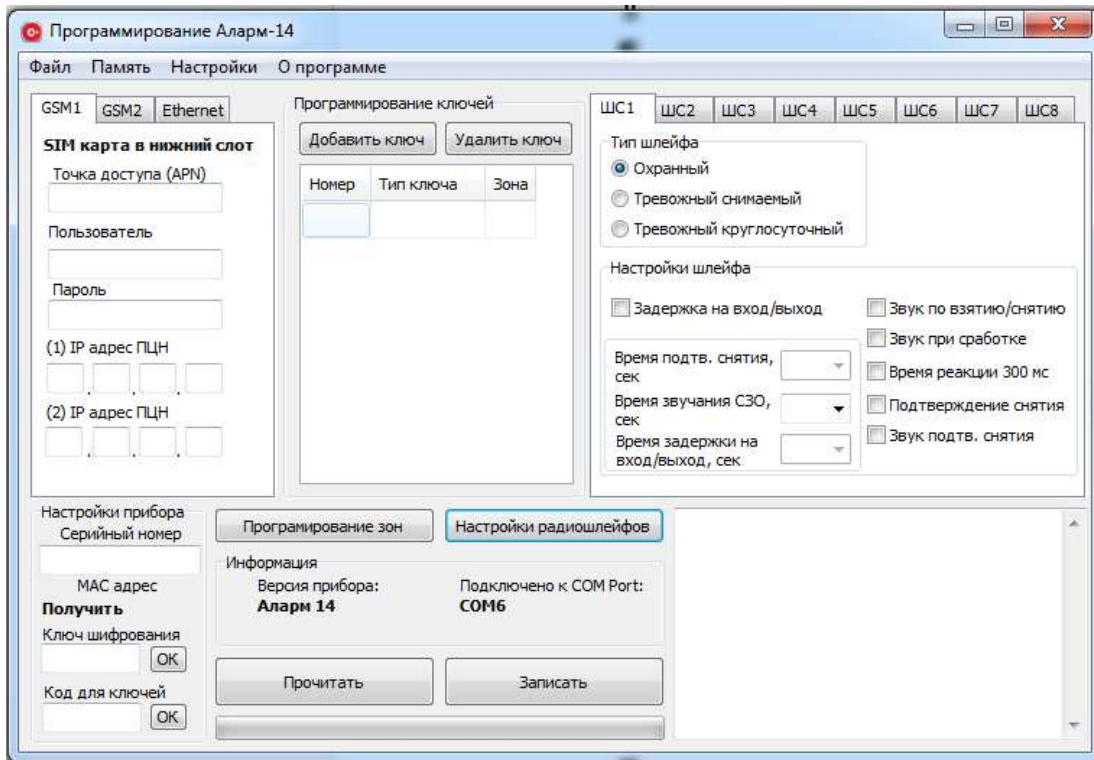 Программирование Аларм-14
Файл Память Настройки О программе
GSM1 GSM2 Ethernet
SIM карта в нижний слот
Точка доступа (APN)
Пользователь
Пароль
(1) IP адрес ПЦН
. . .
(2) IP адрес ПЦН
. . .
Программирование ключей
Добавить ключ Удалить ключ
Номер Тип ключа Зона
ШС1 ШС2 ШС3 ШС4 ШС5 ШС6 ШС7 ШС8
Тип шлейфа
Охранный
Тревожный снимаемый
Тревожный круглосуточный
Настройки шлейфа
Задержка на вход/выход
Время подтв. снятия,
сек
Время звучания СЗО,
сек
Время задержки на
вход/выход, сек
Звук по взятию/снятию
Звук при сработке
Время реакции 300 мс
Подтверждение снятия
Звук подтв. снятия
Настройки прибора
Серийный номер
MAC адрес
Получить
Ключ шифрования
OK
Код для ключей
OK
Програмирование зон
Настройки радиошлейфов
Информация
Версия прибора:
Аларм 14
Подключено к COM Port:
COM6
Прочитать
Записать